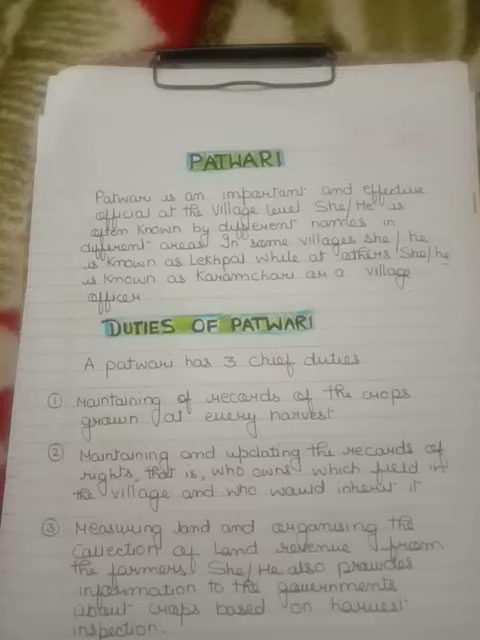 PATWARI
Patwari is an important and effective
official at the village level She/He is
often known by different names in
different areas In some villages she/he
is known as Lekhpal while at others She/he
is known as Karamchari or a village
officer
DUTIES OF PATWARI
A patwari has 3 chief duties
① Maintaining of records of the crops
grown at every harvest
② Maintaining and updating the records of
rights, that is, who owns which field in
the village and who would inherit it
③ Measuring land and organising the
Collection of Land revenue from
the farmers She/He also provides
information to the governments
about crops based on harvest
inspection.